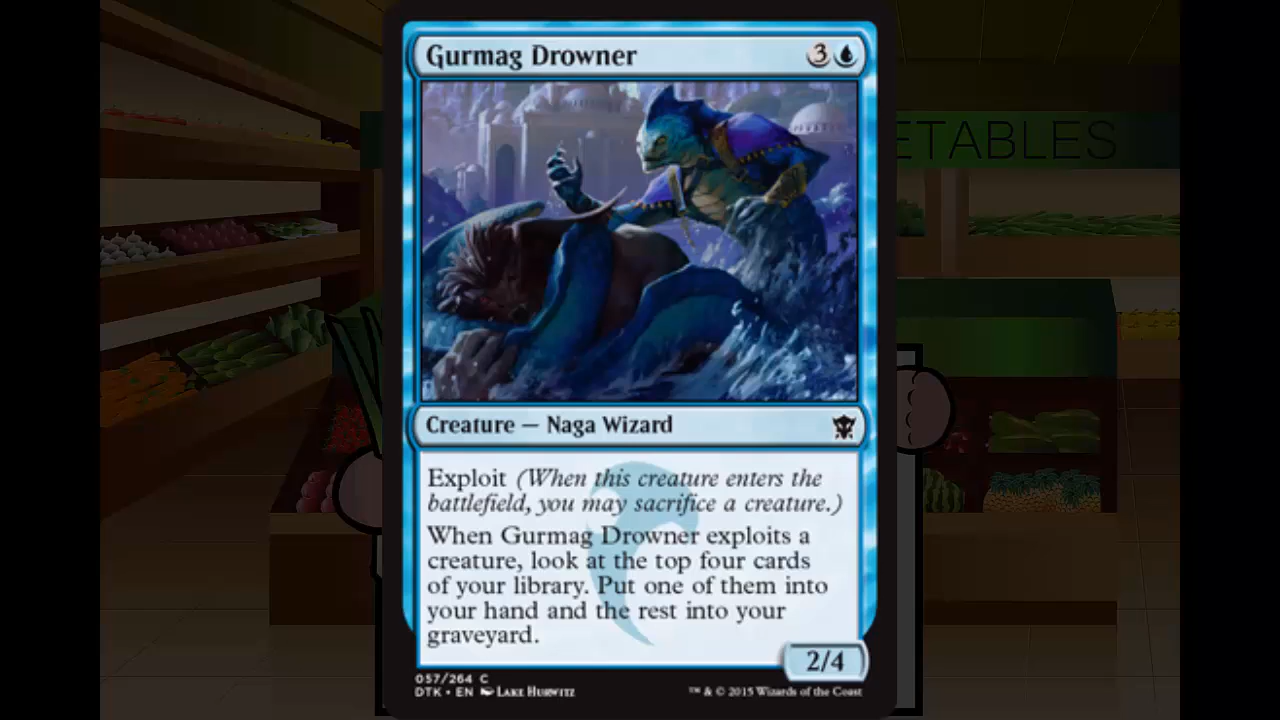 Gurmag Drowner 3
ETABLES
Creature — Naga Wizard
Exploit (When this creature enters the
battlefield, you may sacrifice a creature.)
When Gurmag Drowner exploits a
creature, look at the top four cards
of your library. Put one of them into
your hand and the rest into your
graveyard.
2/4
057/264 C
DTK • EN LAKE HURWITZ
™ & © 2015 Wizards of the Coast